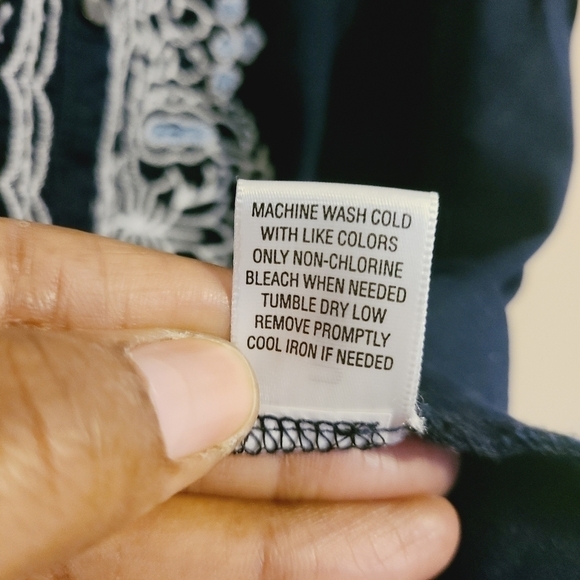 MACHINE WASH COLD
WITH LIKE COLORS
ONLY NON-CHLORINE
BLEACH WHEN NEEDED
TUMBLE DRY LOW
REMOVE PROMPTLY
COOL IRON IF NEEDED